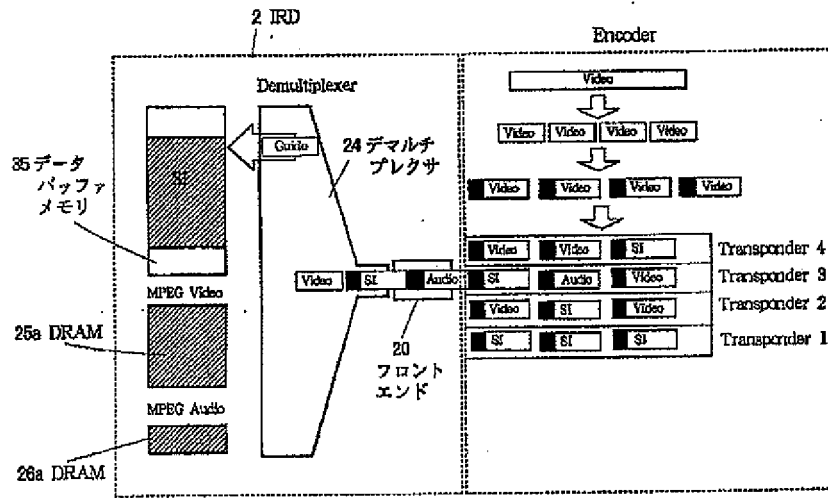 2 IRD
Encoder
Video
Demultiplexer
Video Video Video Video
Guido
24 デマルチ
プレクサ
35 データ
バッファ
メモリ
SI
Video Video Video Video
Video Video SI Transponder 4
Video SI Audio SI Audio Video Transponder 3
MPEG Video
Video SI Video Transponder 2
25a DRAM
20
フロント
エンド
SI SI SI Transponder 1
MPEG Audio
26a DRAM